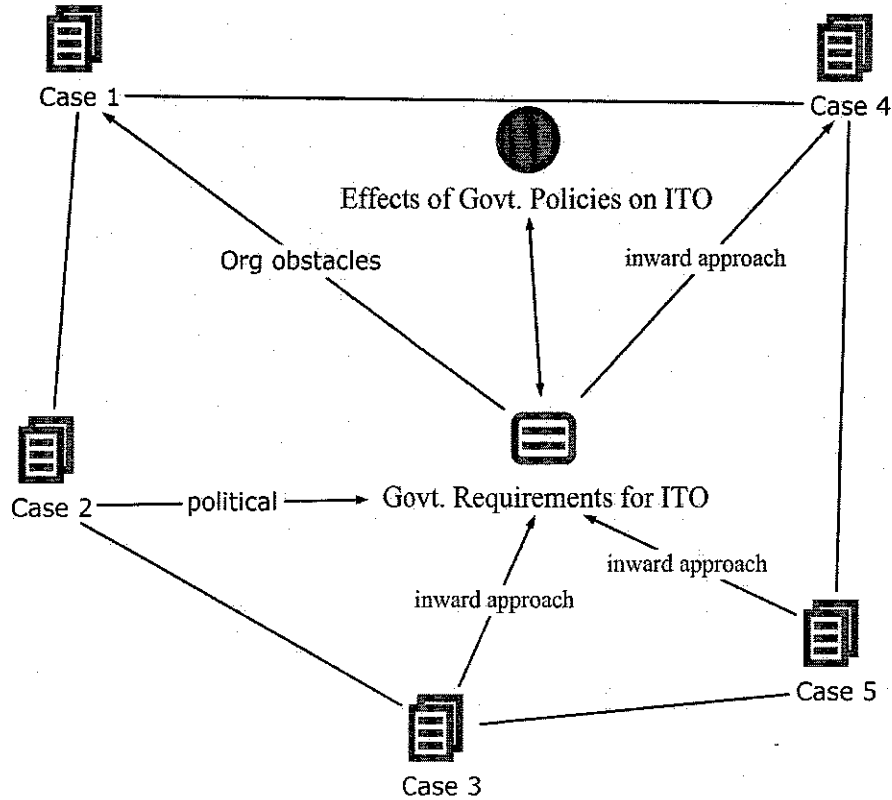 Case 1
Case 4
Effects of Govt. Policies on ITO
Org obstacles
inward approach
Case 2
political
Govt. Requirements for ITO
inward approach
inward approach
Case 5
Case 3